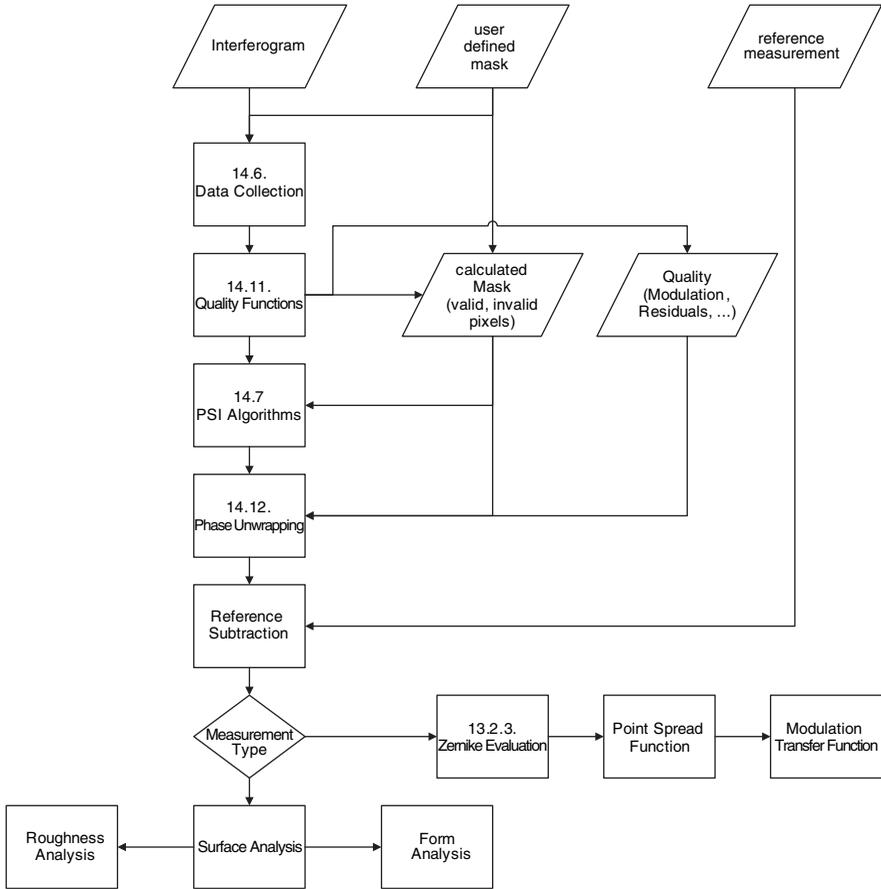 Interferogram
user
defined
mask
reference
measurement
14.6.
Data Collection
14.11.
Quality Functions
calculated
Mask
(valid, invalid
pixels)
Quality
(Modulation,
Residuals, ...)
14.7
PSI Algorithms
14.12.
Phase Unwrapping
Reference
Subtraction
Measurement
Type
13.2.3.
Zernike Evaluation
Point Spread
Function
Modulation
Transfer Function
Roughness
Analysis
Surface Analysis
Form
Analysis